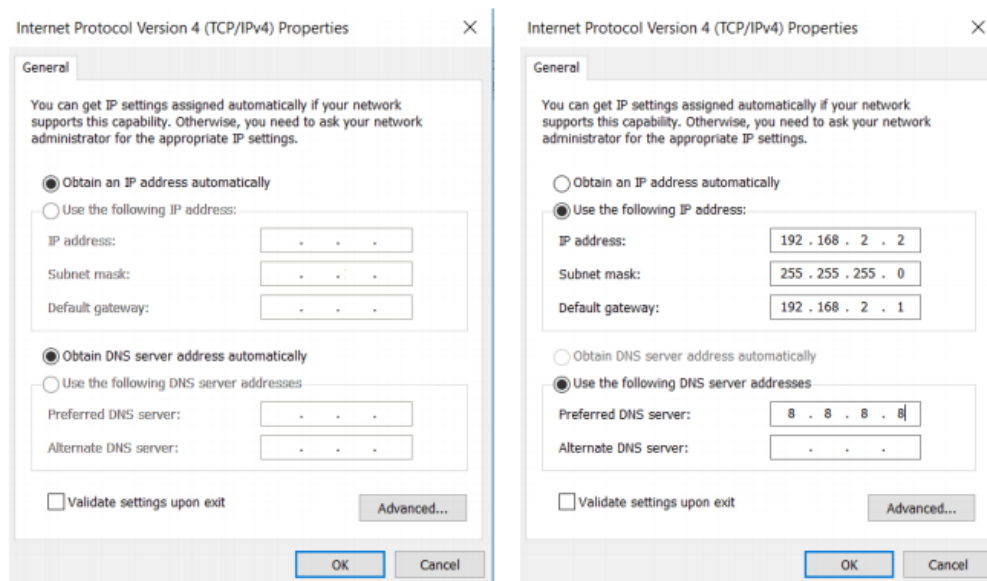 Internet Protocol Version 4 (TCP/IPv4) Properties
General
You can get IP settings assigned automatically if your network
supports this capability. Otherwise, you need to ask your network
administrator for the appropriate IP settings.
Obtain an IP address automatically
Use the following IP address:
IP address: . . .
Subnet mask: . . .
Default gateway: . . .
Obtain DNS server address automatically
Use the following DNS server addresses
Preferred DNS server: . . .
Alternate DNS server: . . .
Validate settings upon exit
Advanced...
OK Cancel
Internet Protocol Version 4 (TCP/IPv4) Properties
General
You can get IP settings assigned automatically if your network
supports this capability. Otherwise, you need to ask your network
administrator for the appropriate IP settings.
Obtain an IP address automatically
Use the following IP address:
IP address: 192 . 168 . 2 . 2
Subnet mask: 255 . 255 . 255 . 0
Default gateway: 192 . 168 . 2 . 1
Obtain DNS server address automatically
Use the following DNS server addresses
Preferred DNS server: 8 . 8 . 8 . 8
Alternate DNS server: . . .
Validate settings upon exit
Advanced...
OK Cancel